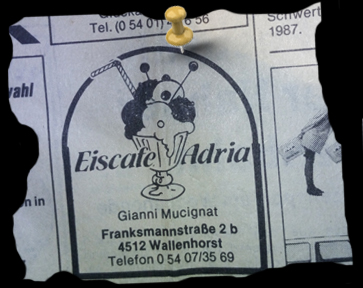 Tel. (0 54 01) 56
Schwert
1987.
Eiscafe Adria
Gianni Mucignat
Franksmannstraße 2 b
4512 Wallenhorst
Telefon 0 54 07/35 69
n in